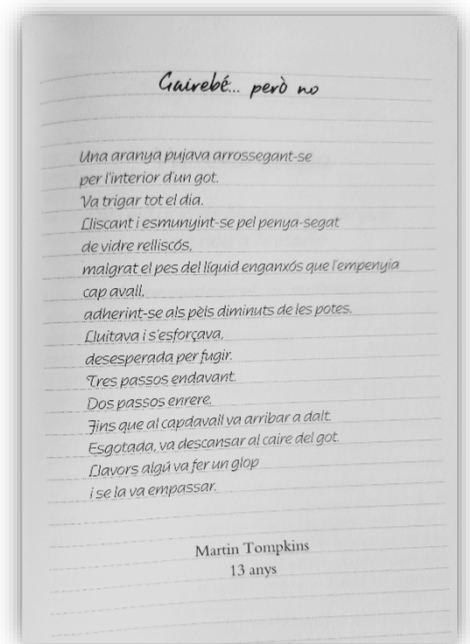 Gairebé... però no
Una aranya pujava arrossegant-se
per l'interior d'un got.
Va trigar tot el dia.
Lliscant i esmunyint-se pel penya-segat
de vidre relliscós,
malgrat el pes del líquid enganxós que l'empenyia
cap avall,
adherint-se als pèls diminuts de les potes.
Lluitava i s'esforçava,
desesperada per fugir.
Tres passos endavant.
Dos passos enrere.
Fins que al capdavall va arribar a dalt.
Esgotada, va descansar al caire del got.
Llavors algú va fer un glop
i se la va empassar.
Martin Tompkins
13 anys